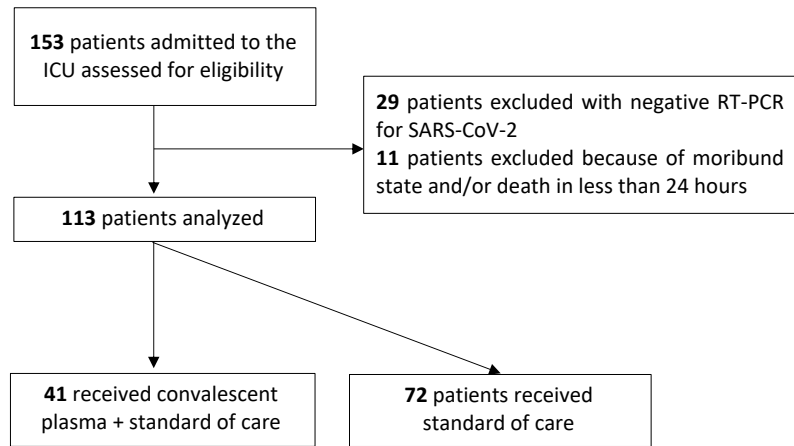 153 patients admitted to the
ICU assessed for eligibility
29 patients excluded with negative RT-PCR
for SARS-CoV-2
11 patients excluded because of moribund
state and/or death in less than 24 hours
113 patients analyzed
41 received convalescent
plasma + standard of care
72 patients received
standard of care